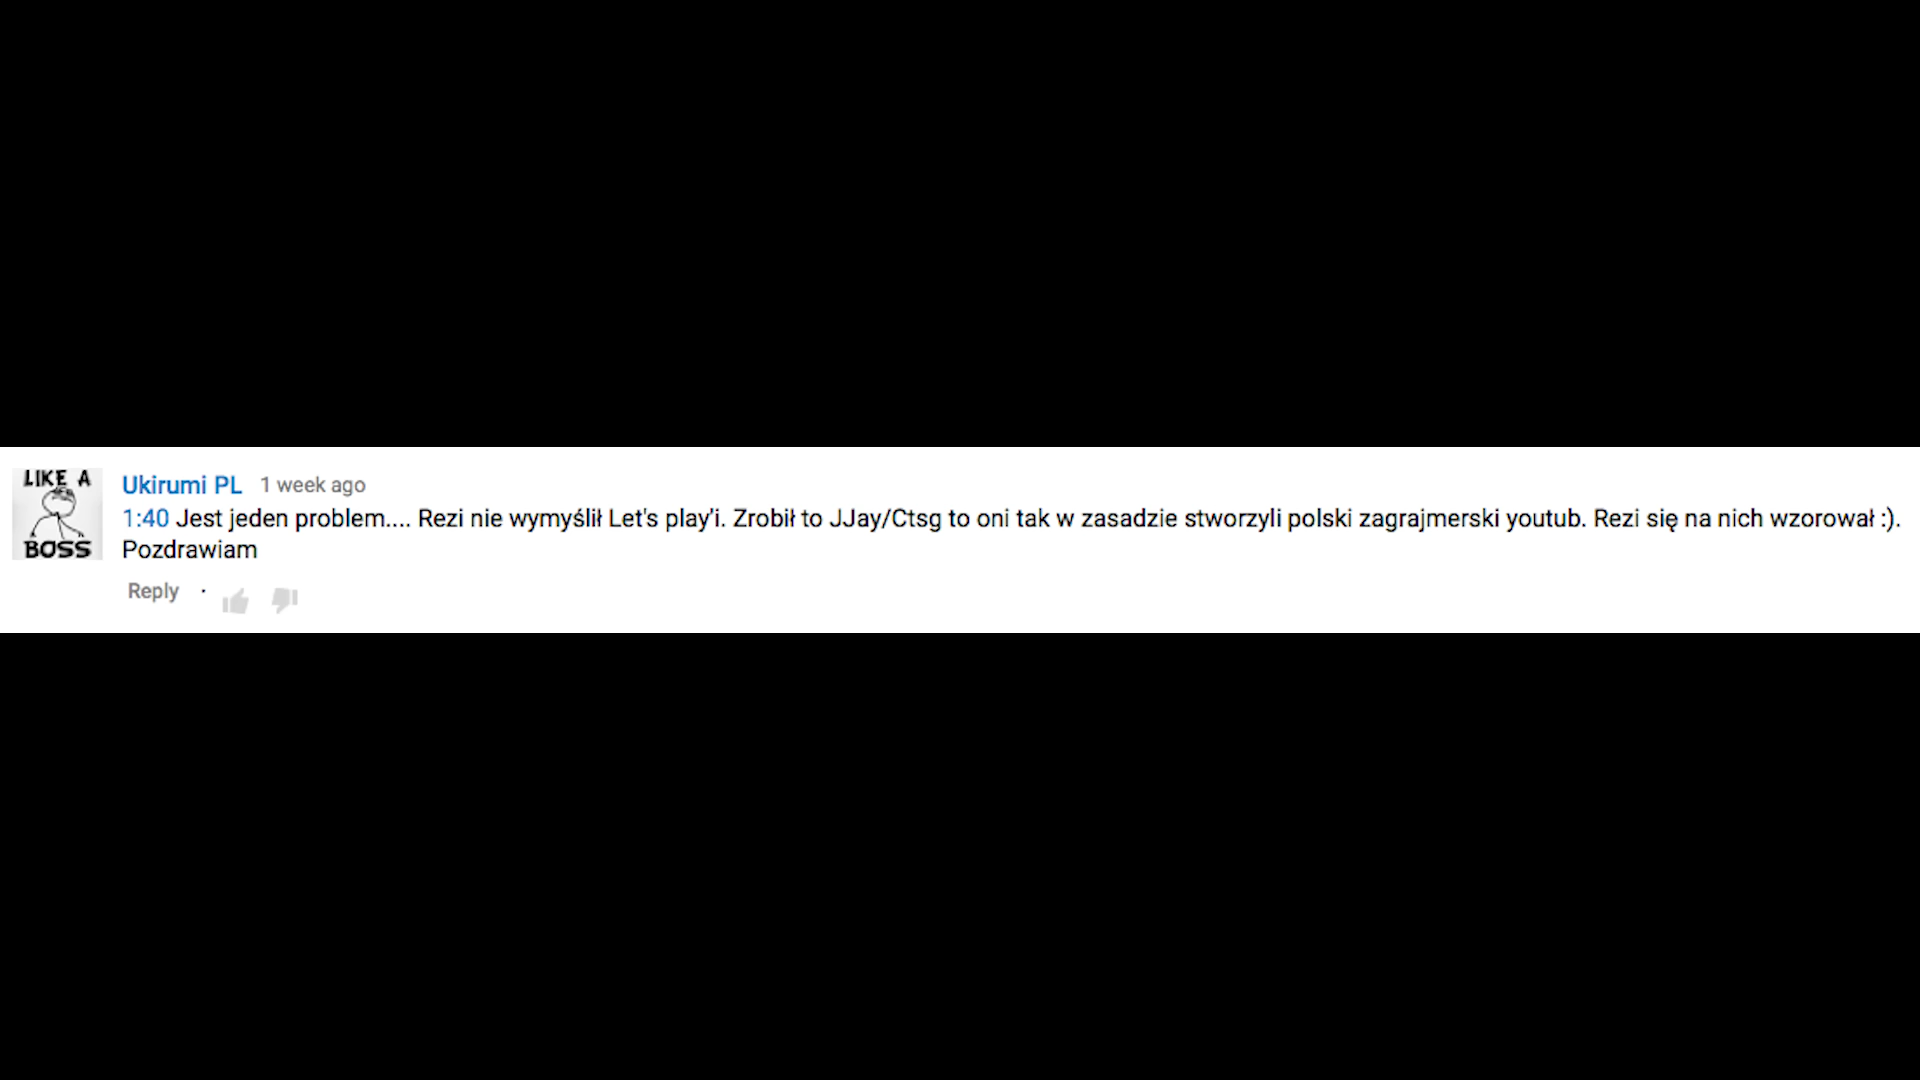 LIKE A
BOSS
Ukirumi PL 1 week ago
1:40 Jest jeden problem.... Rezi nie wymyślił Let's play'i. Zrobił to JJay/Ctsg to oni tak w zasadzie stworzyli polski zagrajmerski youtub. Rezi się na nich wzorował :).
Pozdrawiam
Reply ·